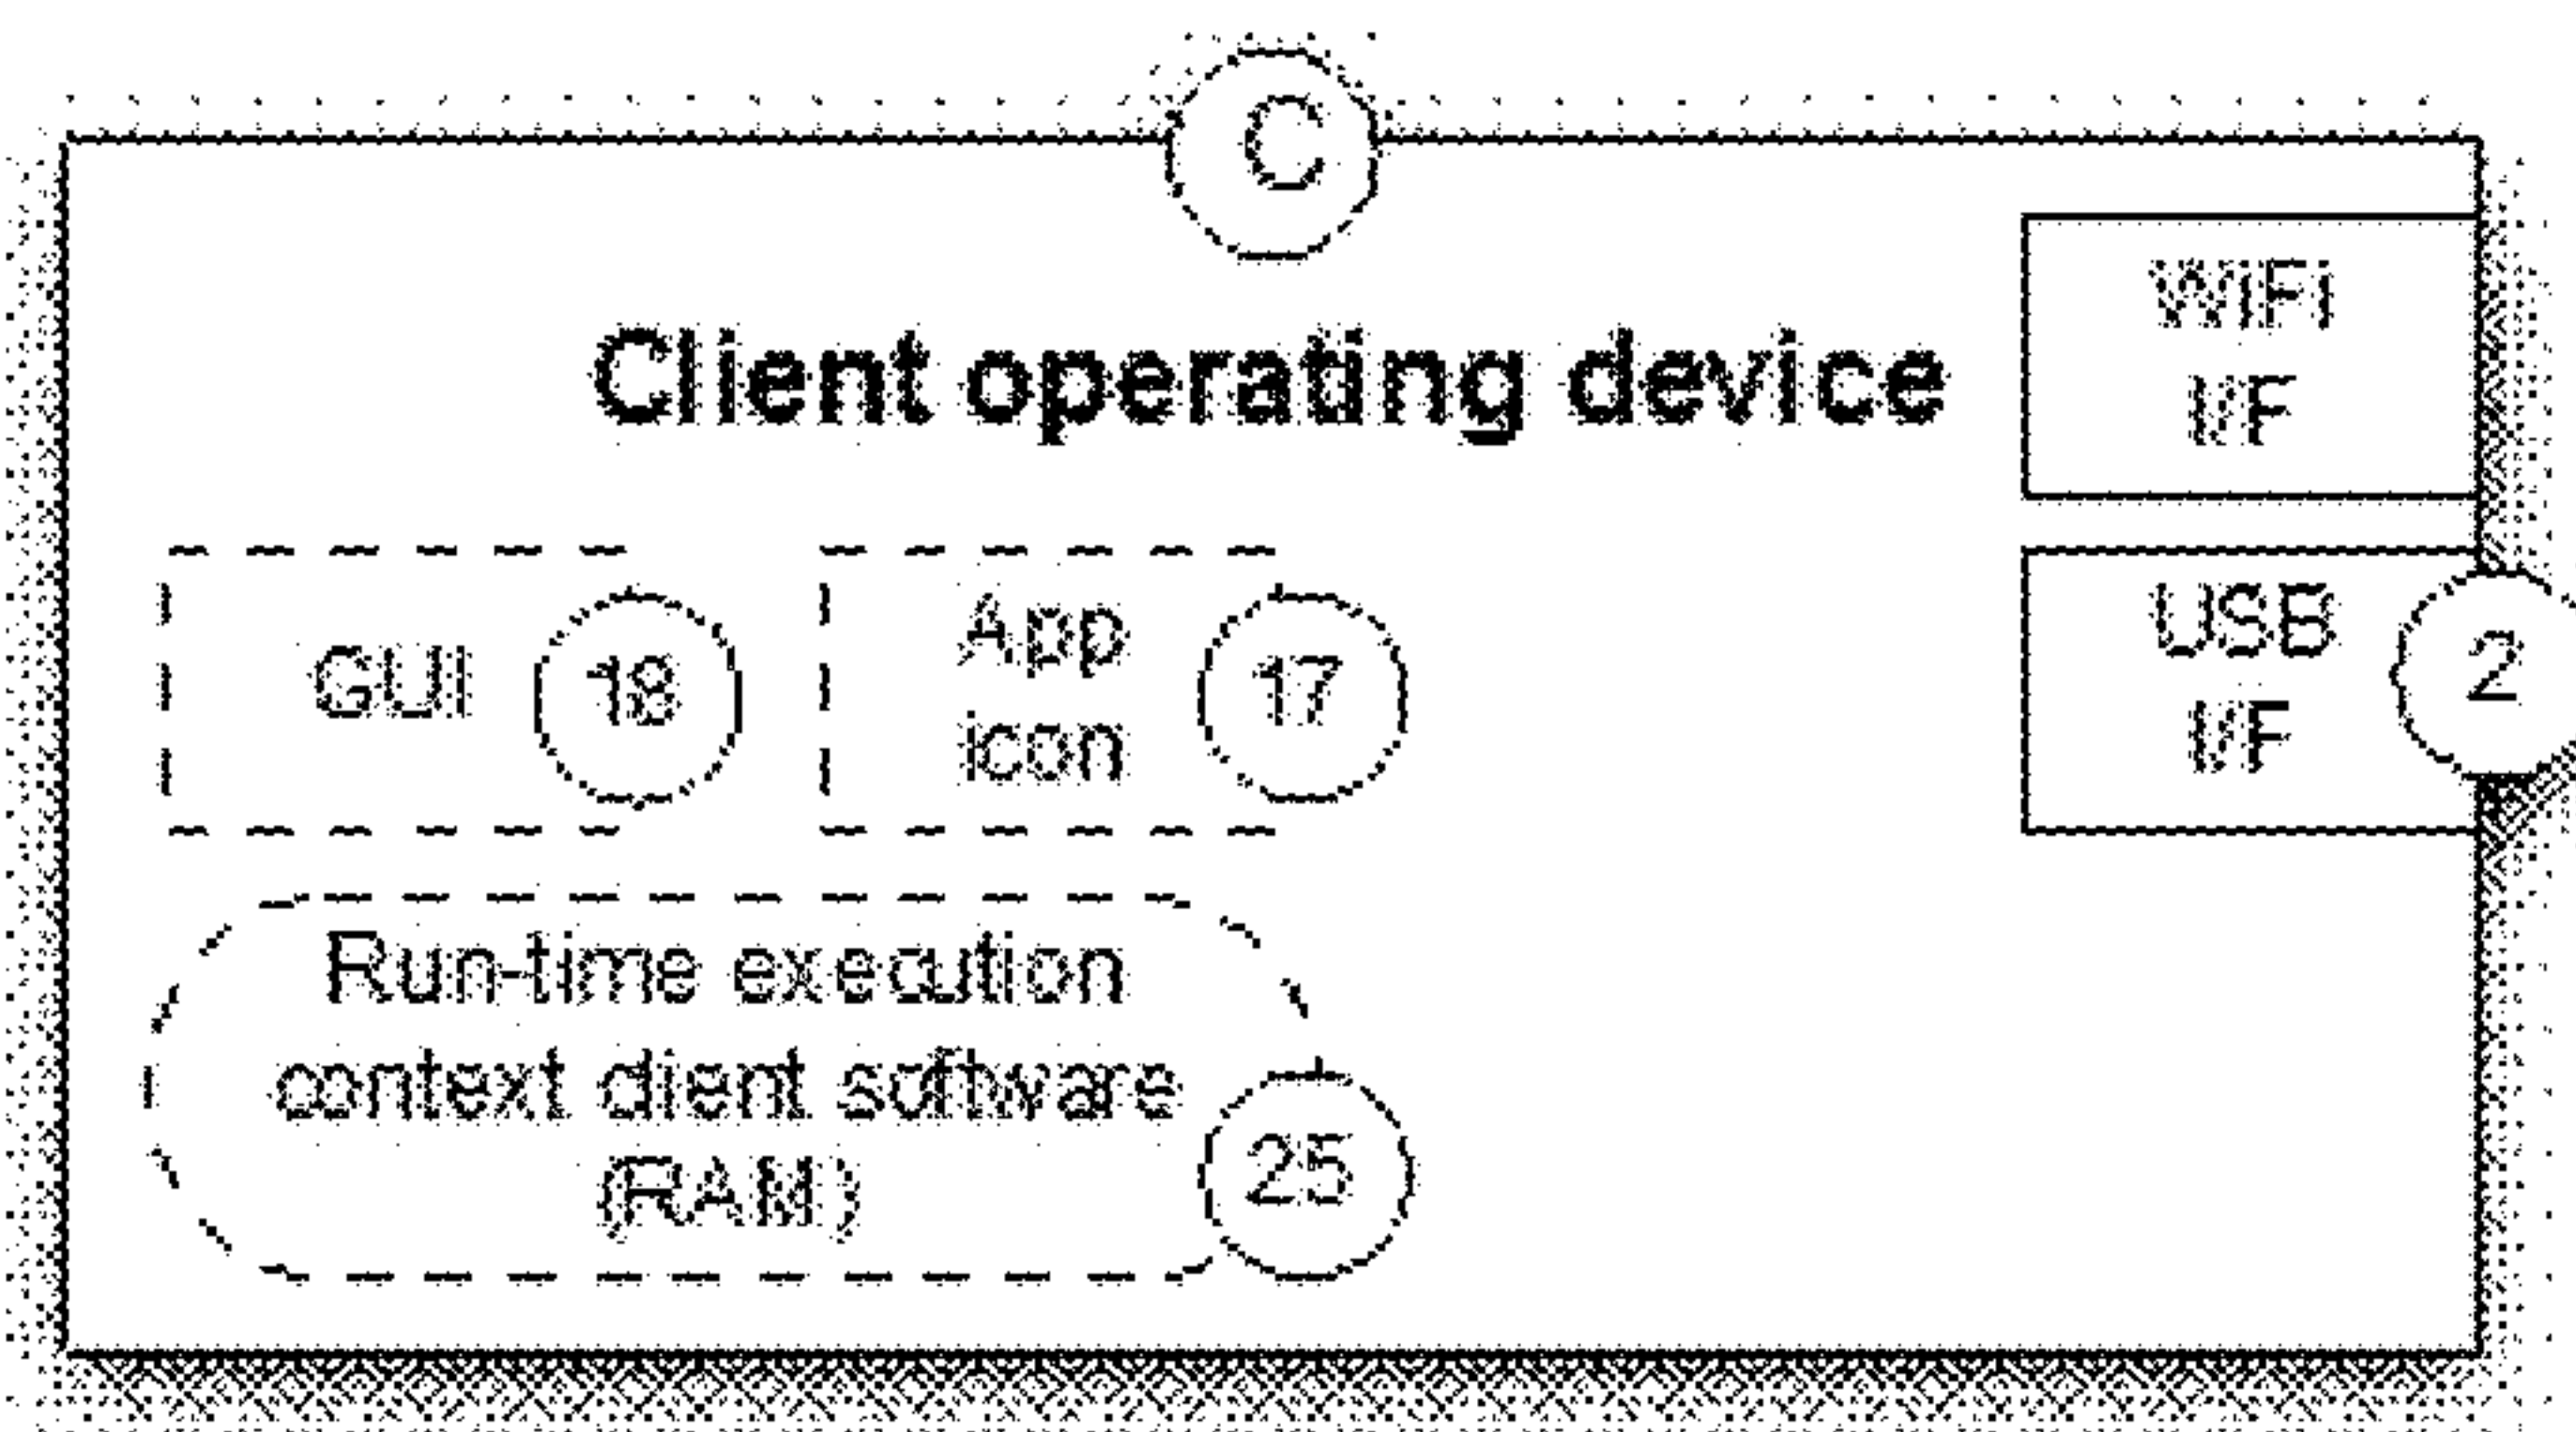 C
Client operating device
WiFi
I/F
GUI
18
App
icon
17
USB
I/F
2
Run-time execution
context client software
(RAM)
25